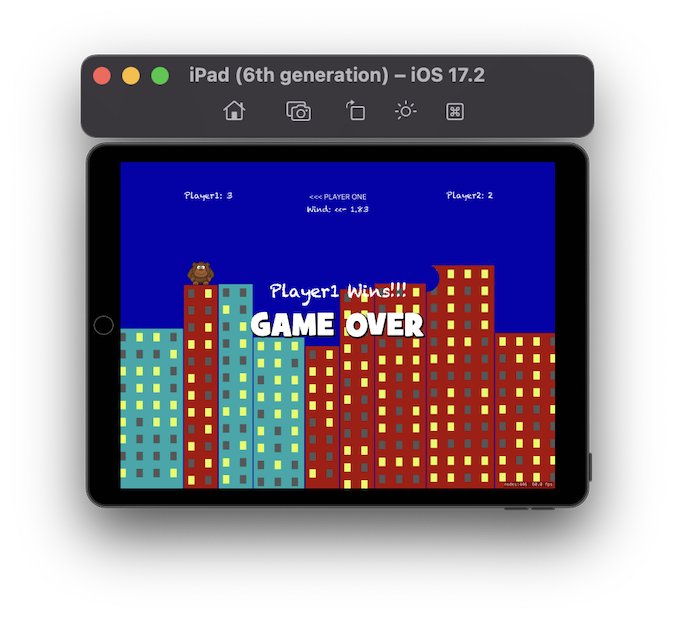 iPad (6th generation) – iOS 17.2
Player1: 3
<<< PLAYER ONE
Player2: 2
Wind: <<- 1.83
Player1 Wins!!!
GAME OVER
nodes:446 60.0 fps